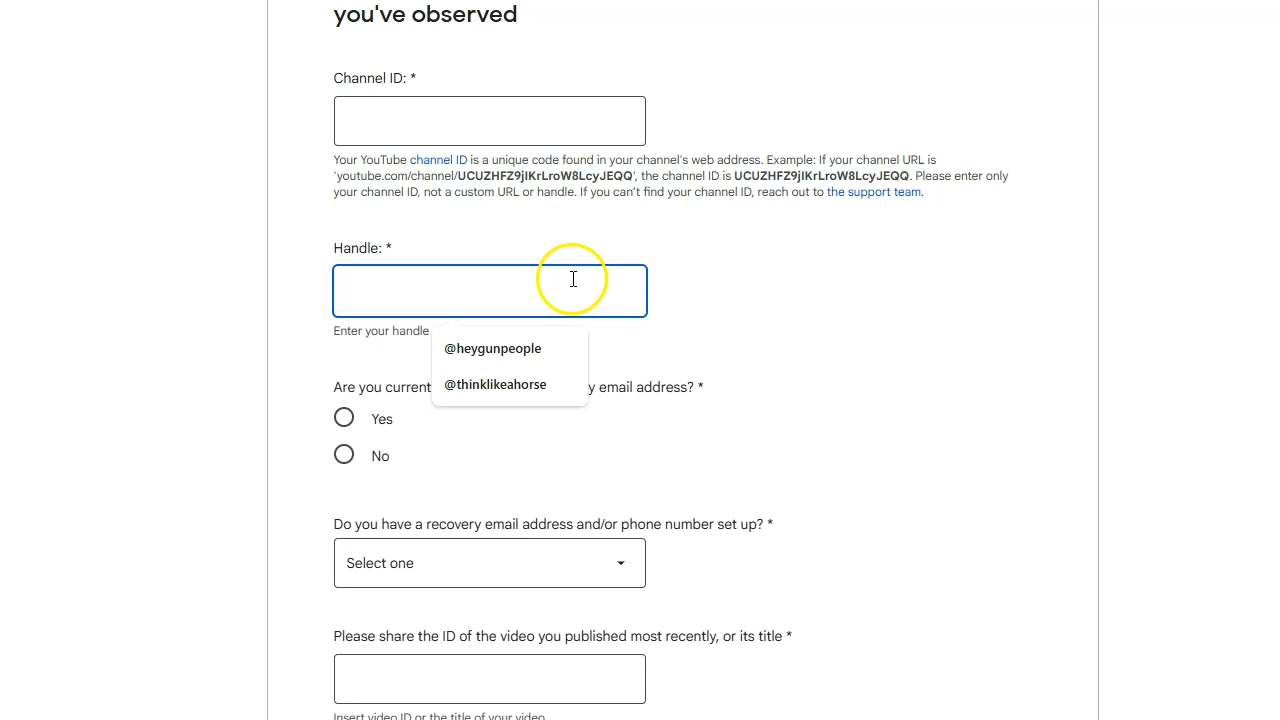 you've observed
Channel ID: *
Your YouTube channel ID is a unique code found in your channel's web address. Example: If your channel URL is
'youtube.com/channel/UCUZHFZ9jIKrLroW8LcyJEQQ', the channel ID is UCUZHFZ9jIKrLroW8LcyJEQQ. Please enter only
your channel ID, not a custom URL or handle. If you can't find your channel ID, reach out to the support team.
Handle: *
Enter your handle
@heygunpeople
@thinklikeahorse
Are you current y email address? *
Yes
No
Do you have a recovery email address and/or phone number set up? *
Select one
Please share the ID of the video you published most recently, or its title *
Insert video ID or the title of your video